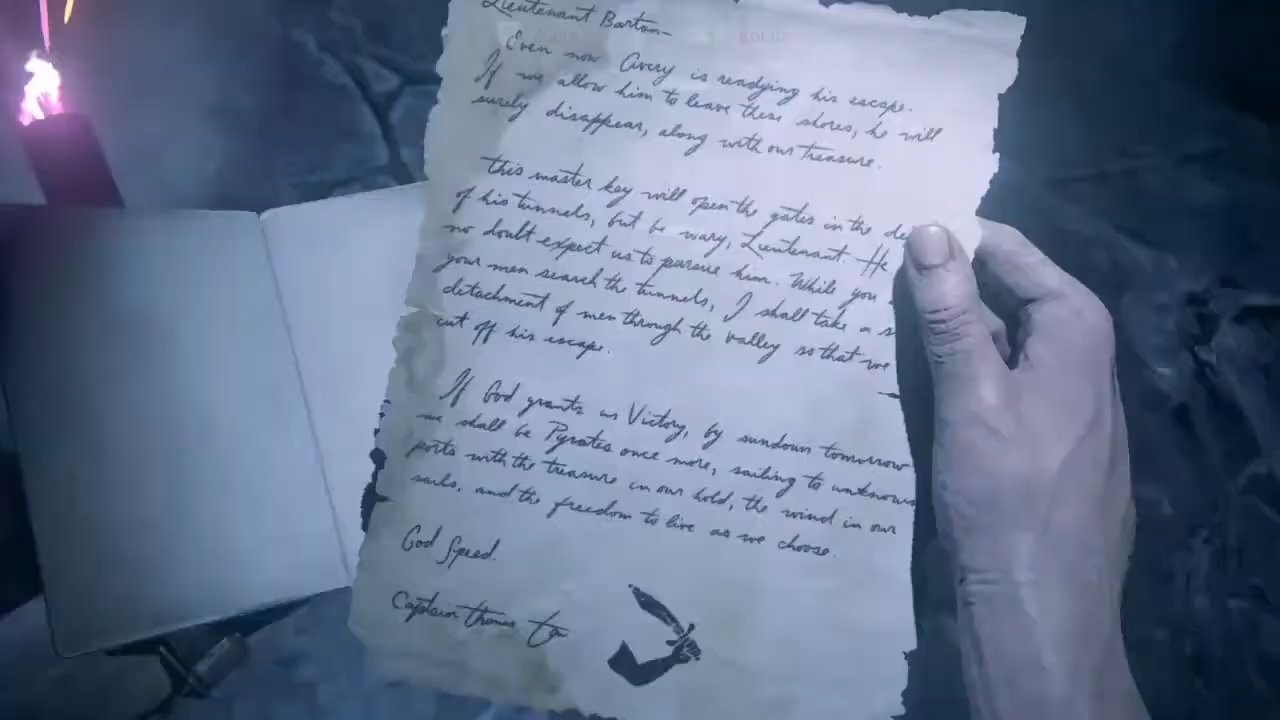 Lieutenant Barton—
Even now Avery is readying his escape.
If we allow him to leave these shores, he will
surely disappear, along with our treasure.
This master key will open the gates in the
of his tunnels, but be wary, Lieutenant. He
no doubt expect us to pursue him. While you
your men search the tunnels, I shall take a
detachment of men through the valley so that we
cut off his escape.
If God grants us Victory, by sundown tomorrow
we shall be Pyrates once more, sailing to unknown
ports with the treasure in our hold, the wind in our
sails, and the freedom to live as we choose.
God Speed.
Captain Thomas Tew